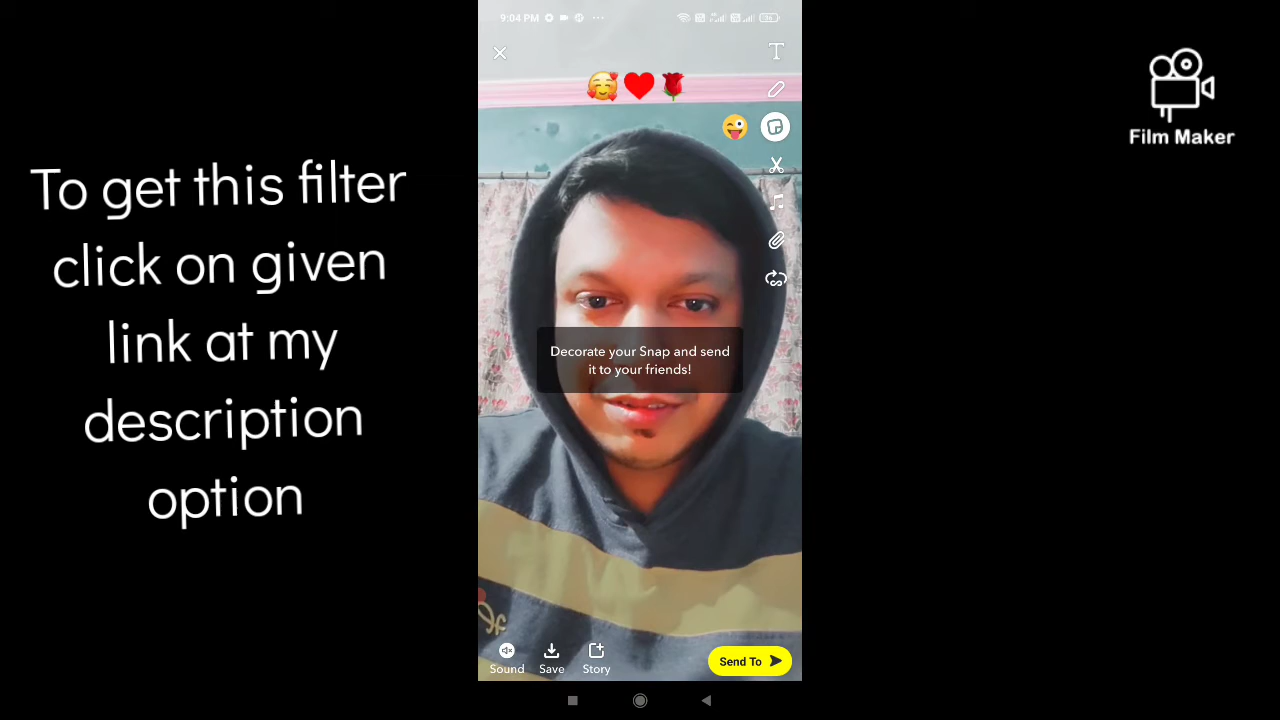 To get this filter
click on given
link at my
description
option
9:04 PM
Decorate your Snap and send
it to your friends!
Sound
Save
Story
Send To
Film Maker